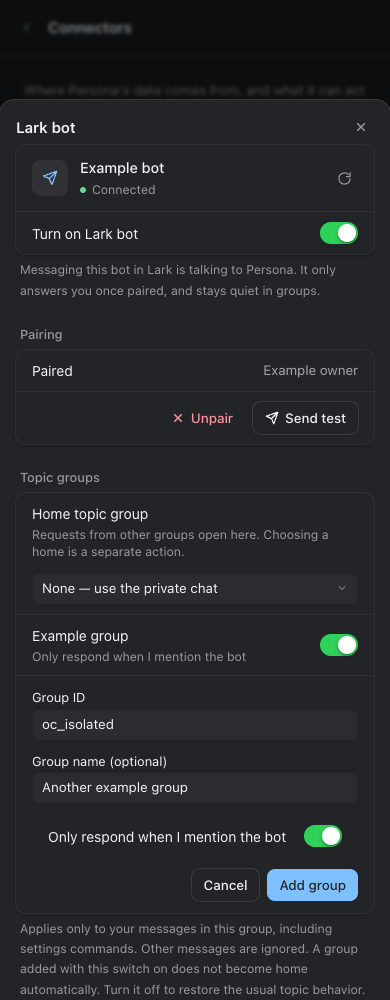 Connectors
Where Persona's data comes from, and what it can act
Lark bot
Example bot
Connected
Turn on Lark bot
Messaging this bot in Lark is talking to Persona. It only
answers you once paired, and stays quiet in groups.
Pairing
Paired
Example owner
Unpair
Send test
Topic groups
Home topic group
Requests from other groups open here. Choosing a
home is a separate action.
None — use the private chat
Example group
Only respond when I mention the bot
Group ID
oc_isolated
Group name (optional)
Another example group
Only respond when I mention the bot
Cancel
Add group
Applies only to your messages in this group, including
settings commands. Other messages are ignored. A group
added with this switch on does not become home
automatically. Turn it off to restore the usual topic behavior.